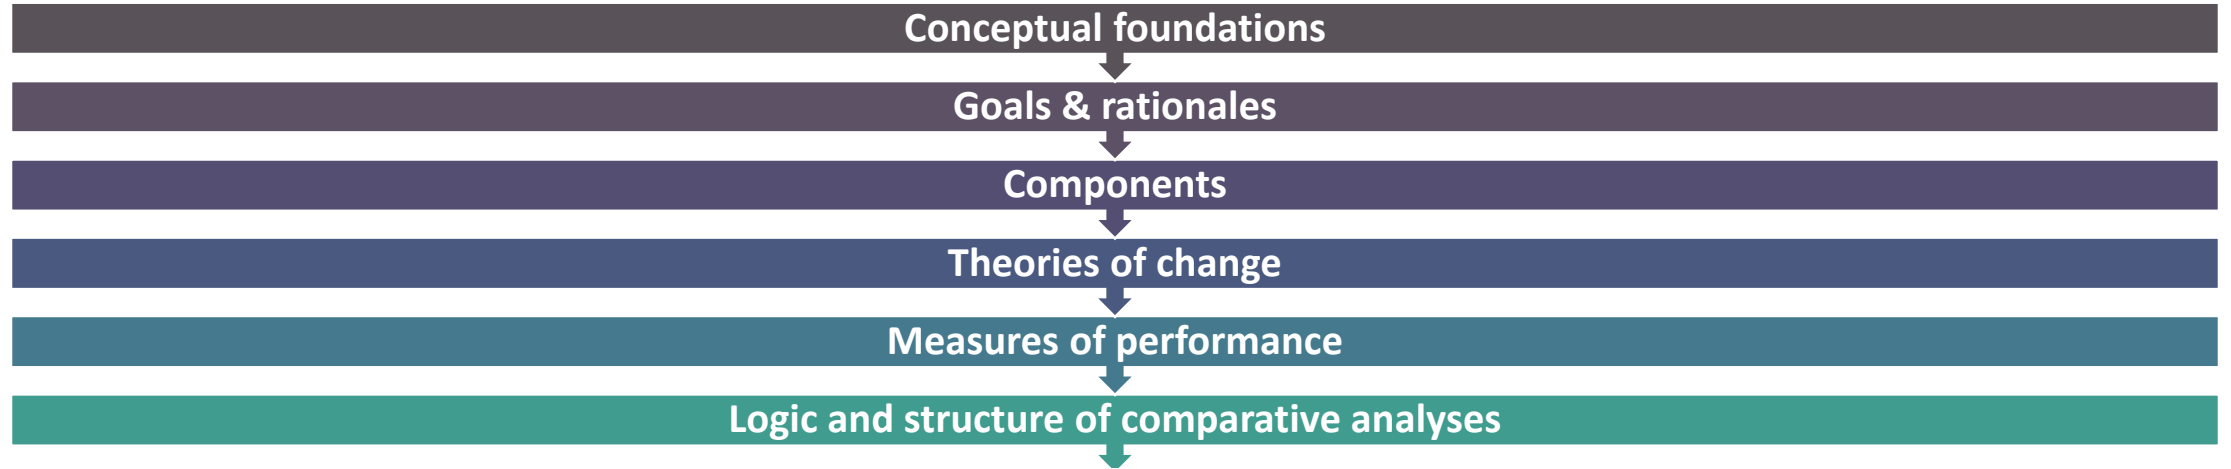 Conceptual foundations
Goals & rationales
Components
Theories of change
Measures of performance
Logic and structure of comparative analyses